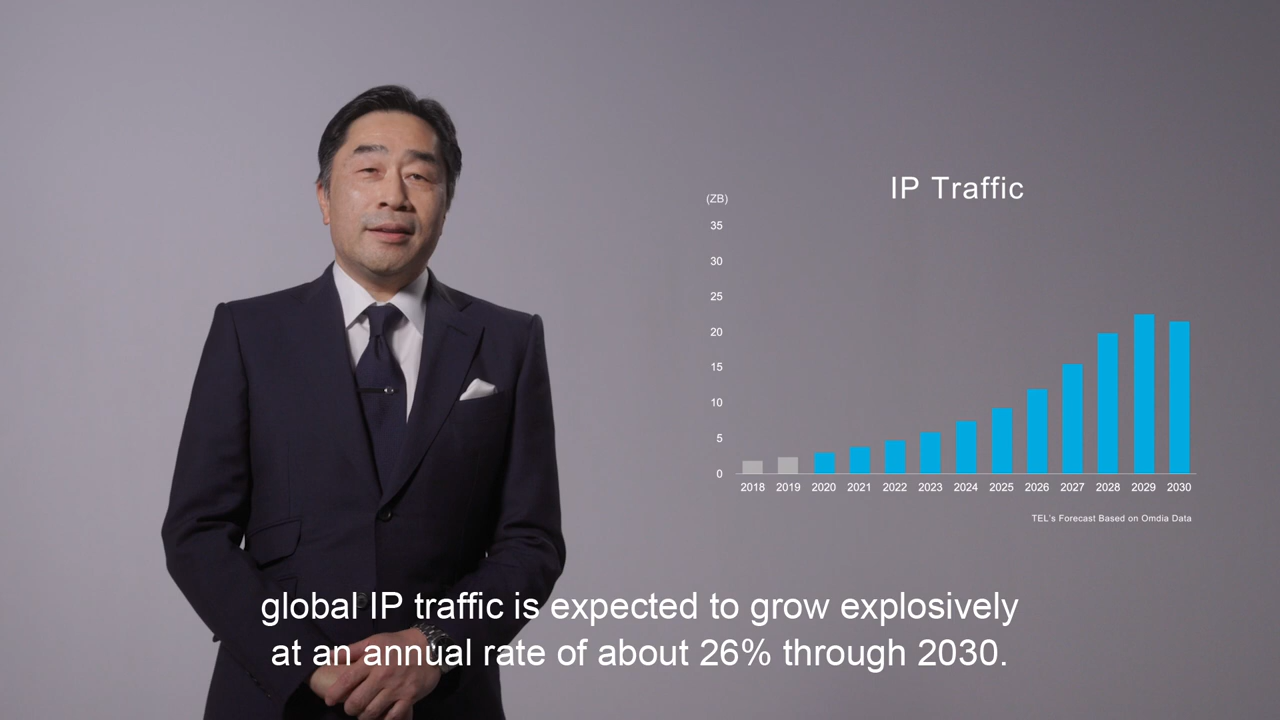 IP Traffic
(ZB)
35
30
25
20
15
10
5
0
2018 2019 2020 2021 2022 2023 2024 2025 2026 2027 2028 2029 2030
TEL's Forecast Based on Omdia Data
global IP traffic is expected to grow explosively
at an annual rate of about 26% through 2030.